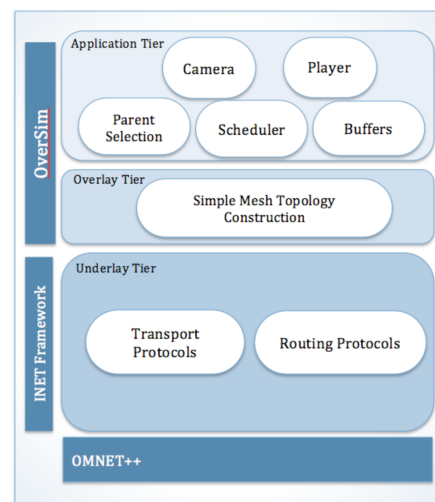 Application Tier
Camera
Player
Parent
Selection
Scheduler
Buffers
OverSim
Overlay Tier
Simple Mesh Topology
Construction
Underlay Tier
Transport
Protocols
Routing Protocols
INET Framework
OMNET++